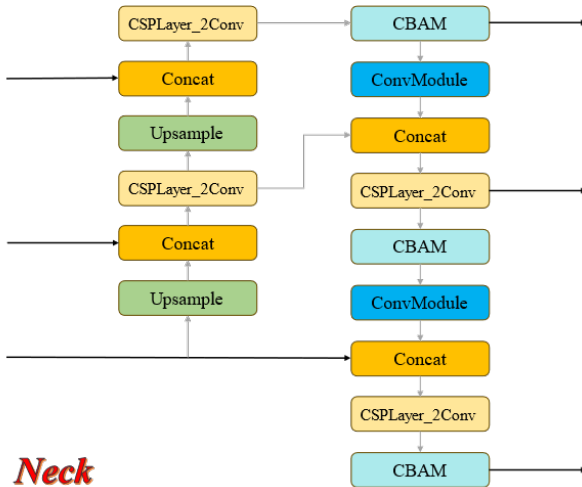 CSPLayer_2Conv
CBAM
Concat
ConvModule
Upsample
Concat
CSPLayer_2Conv
CSPLayer_2Conv
Concat
CBAM
Upsample
ConvModule
Concat
CSPLayer_2Conv
Neck
CBAM